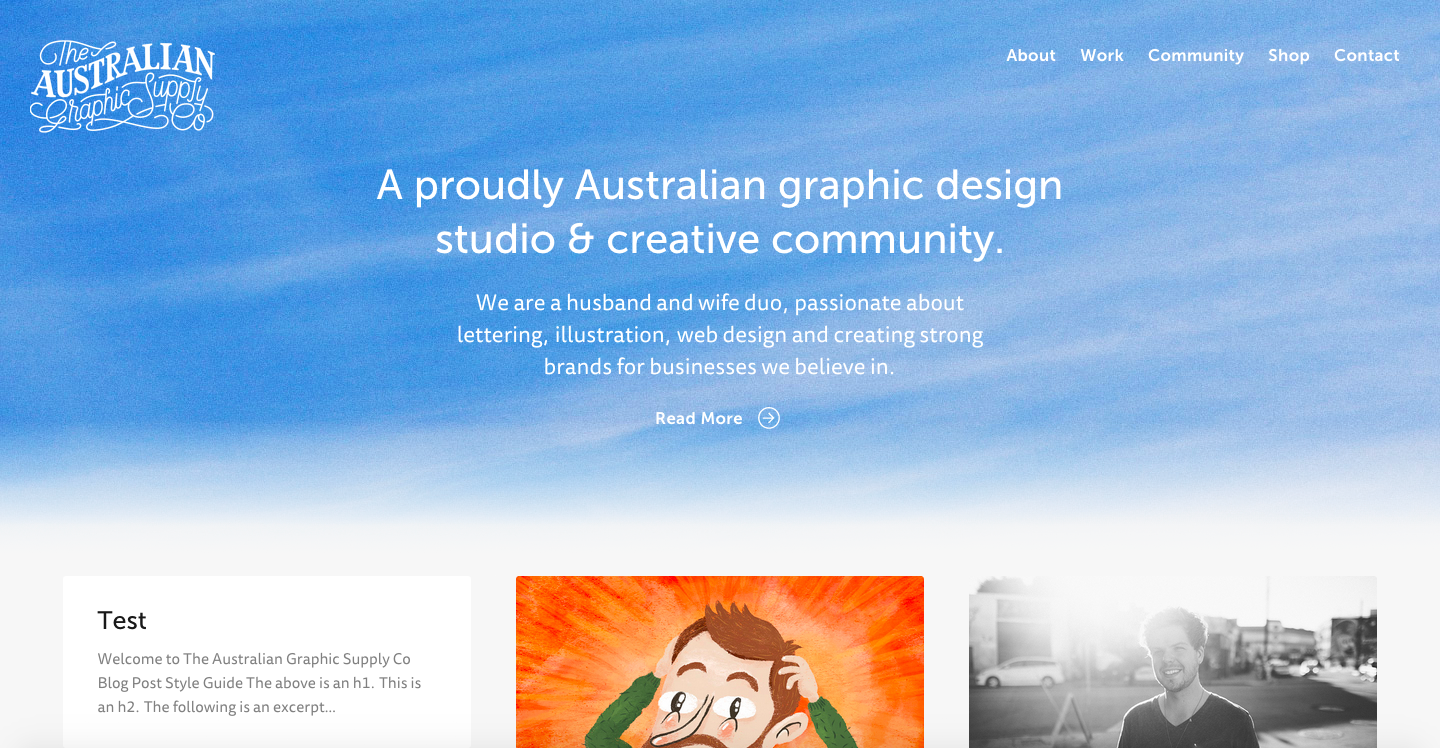 The
AUSTRALIAN
Graphic Supply
Co
About Work Community Shop Contact
A proudly Australian graphic design
studio & creative community.
We are a husband and wife duo, passionate about
lettering, illustration, web design and creating strong
brands for businesses we believe in.
Read More
Test
Welcome to The Australian Graphic Supply Co
Blog Post Style Guide The above is an h1. This is
an h2. The following is an excerpt...